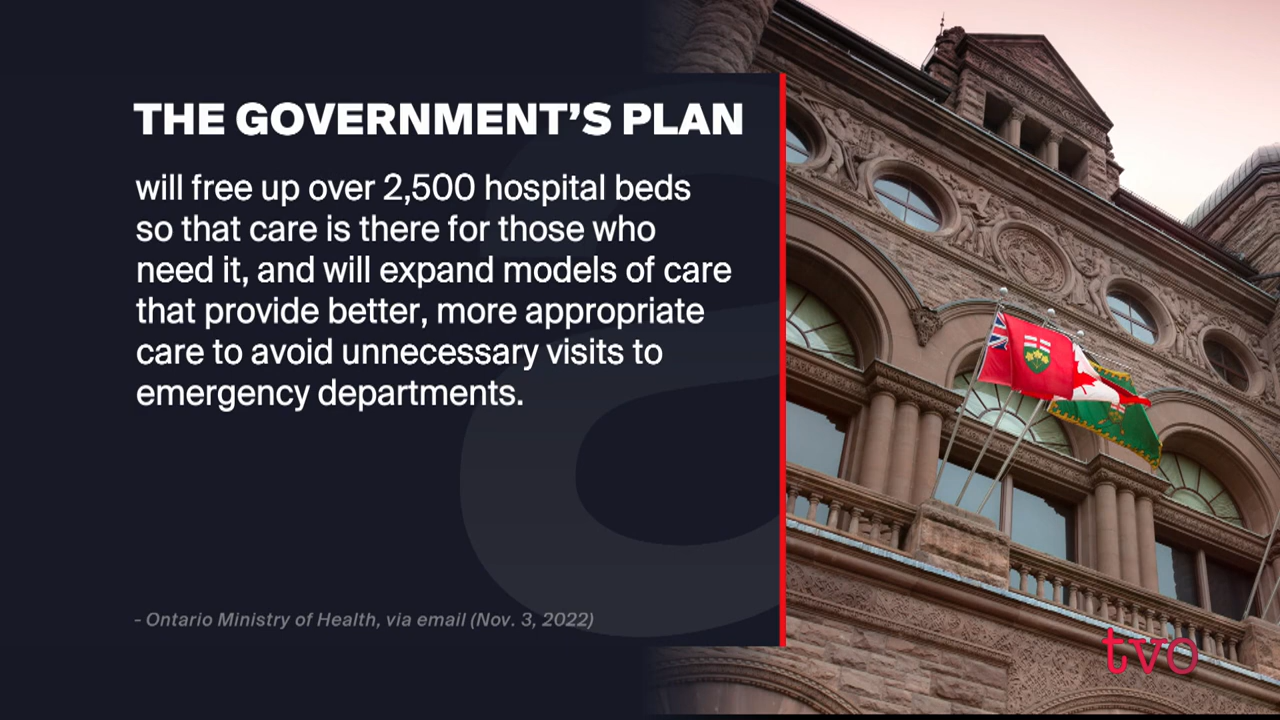 THE GOVERNMENT’S PLAN
will free up over 2,500 hospital beds
so that care is there for those who
need it, and will expand models of care
that provide better, more appropriate
care to avoid unnecessary visits to
emergency departments.
- Ontario Ministry of Health, via email (Nov. 3, 2022)
tvo